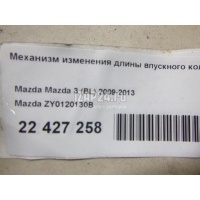 Механизм изменения длины впускного кол
Mazda Mazda 3 (BL) 2009-2013
Mazda ZY0120130B
22 427 258